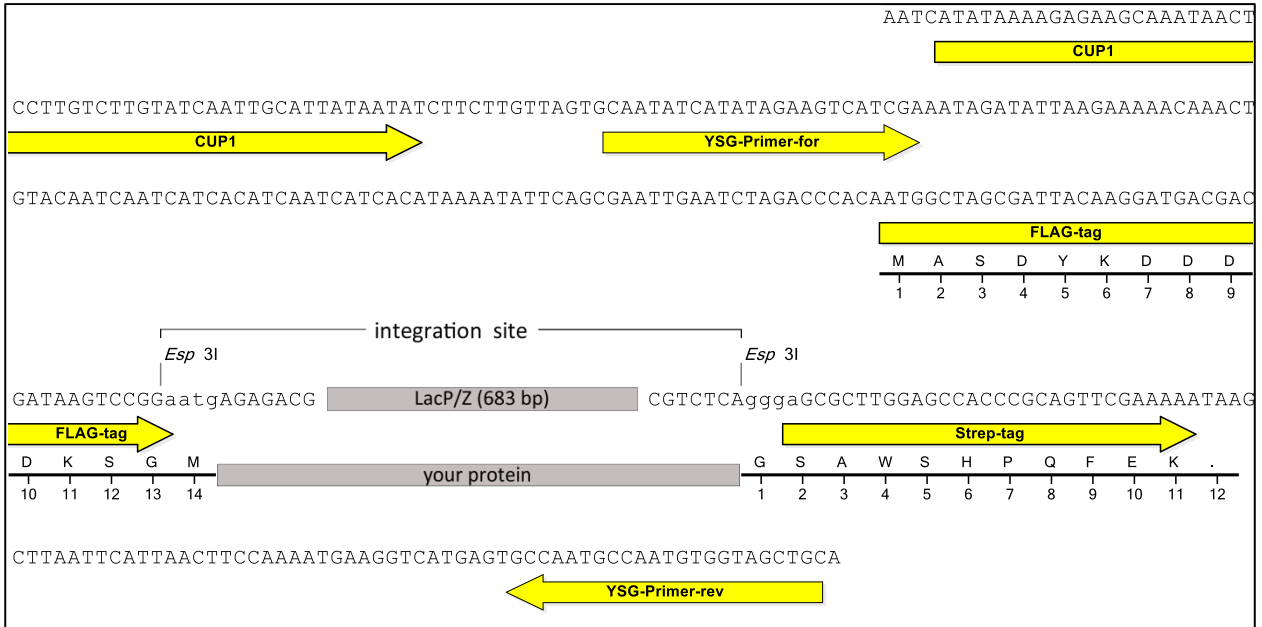 AATCATATAAAAGAGAAGCAAATAACT
CUP1
CCTTGTCTTGTATCAATTGCATTATAATATCTTCTTGTTAGTGCAATATCATATAGAAGTCATCGAAATAGATATTAAGAAAAACAAACT
CUP1 YSG-Primer-for
GTACAATCAATCATCACATCAATCATCACATAAAATATTCAGCGAATTGAATCTAGACCCACAATGGCTAGCGATTACAAGGATGACGAC
FLAG-tag
M A S D Y K D D D
1 2 3 4 5 6 7 8 9
integration site
Esp 3I Esp 3I
GATAAGTCCGGaatgAGAGACG LacP/Z (683 bp) CGTCTCAgggaGCGCTTGGAGCCACCCGCAGTTCGAAAAATAAG
FLAG-tag Strep-tag
D K S G M your protein G S A W S H P Q F E K .
10 11 12 13 14 1 2 3 4 5 6 7 8 9 10 11 12
CTTAATTCATTAACTTCCAAAATGAAGGTCATGAGTGCCAATGCCAATGTGGTAGCTGCA
YSG-Primer-rev